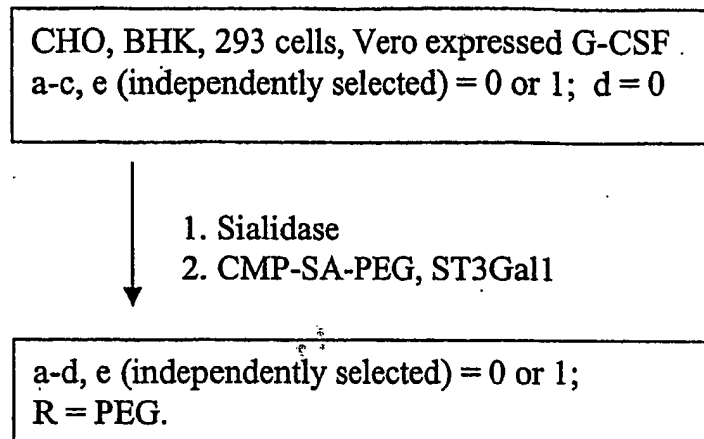 CHO, BHK, 293 cells, Vero expressed G-CSF
a-c, e (independently selected) = 0 or 1; d = 0
1. Sialidase
2. CMP-SA-PEG, ST3Gal1
a-d, e (independently selected) = 0 or 1;
R = PEG.